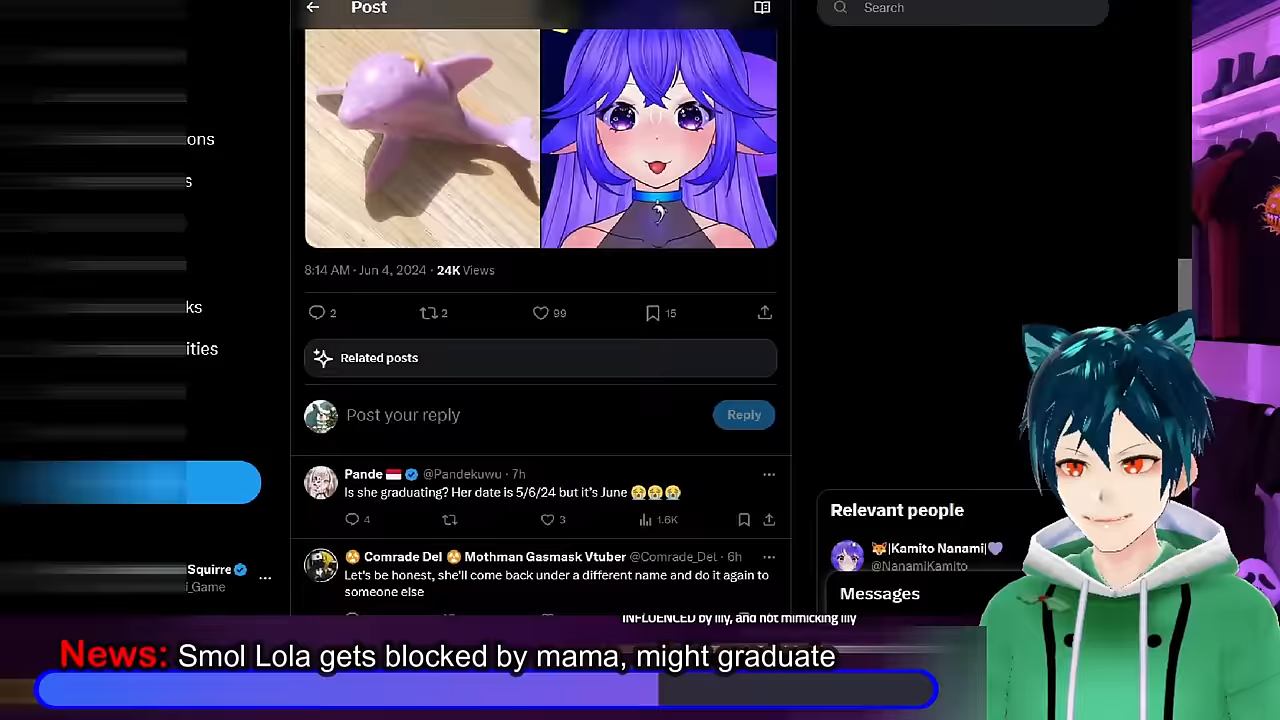 Post
Search
ons
s
ks
ities
8:14 AM · Jun 4, 2024 · 24K Views
2
2
99
15
Related posts
Post your reply
Reply
Pande @Pandekuwu · 7h
Is she graduating? Her date is 5/6/24 but it's June 😭😭😭
4
3
1.6K
Comrade Del Mothman Gasmask Vtuber @Comrade_Del · 6h
Let's be honest, she'll come back under a different name and do it again to
someone else
Relevant people
|Kamito Nanami|
@NanamiKamito
Messages
Squirre
i_Game
INFLUENCED by lily, and not mimicking lily
News: Smol Lola gets blocked by mama, might graduate